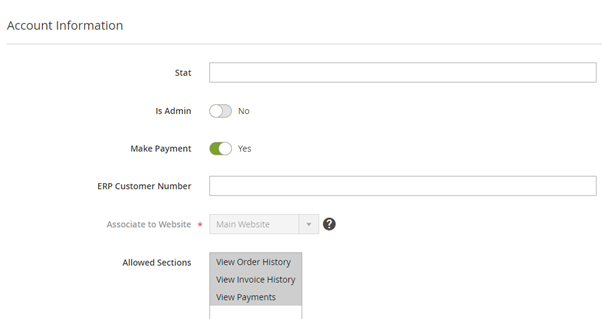 Account Information
Stat
Is Admin No
Make Payment Yes
ERP Customer Number
Associate to Website * Main Website ?
Allowed Sections View Order History
View Invoice History
View Payments